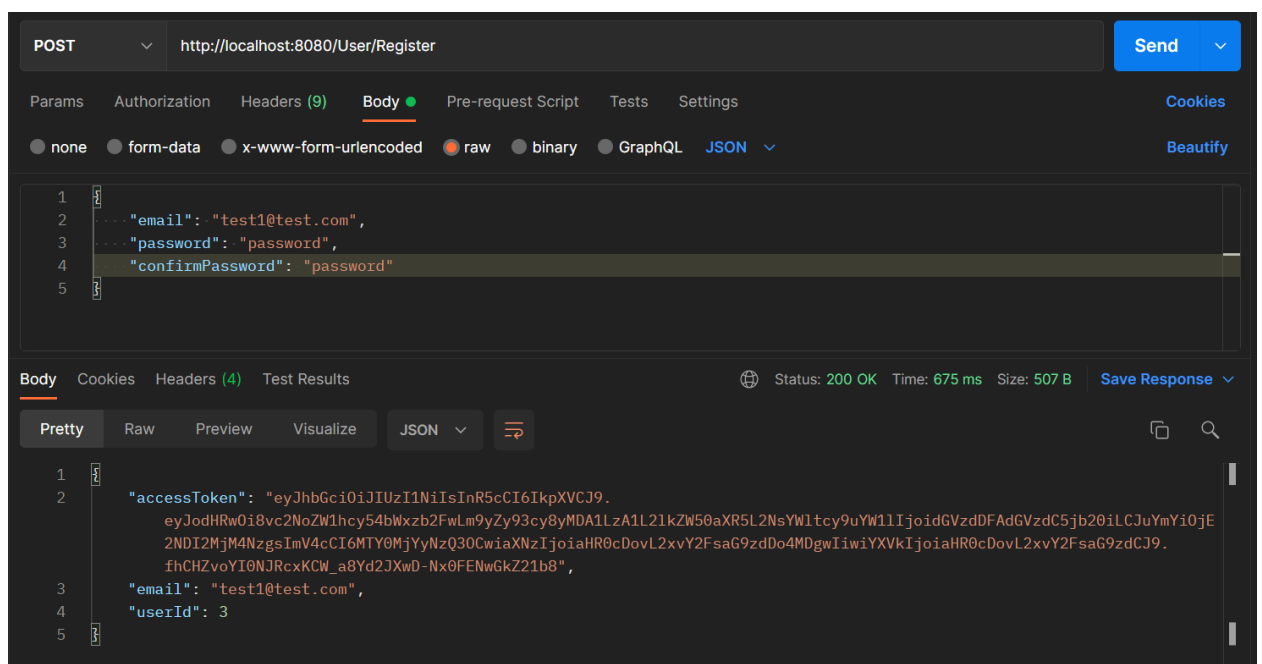 POST http://localhost:8080/User/Register Send
Params Authorization Headers (9) Body Pre-request Script Tests Settings Cookies
none form-data x-www-form-urlencoded raw binary GraphQL JSON Beautify
1 {
2 "email": "test1@test.com",
3 "password": "password",
4 "confirmPassword": "password"
5 }
Body Cookies Headers (4) Test Results Status: 200 OK Time: 675 ms Size: 507 B Save Response
Pretty Raw Preview Visualize JSON
1 {
2 "accessToken": "eyJhbGciOiJIUzI1NiIsInR5cCI6IkpXVCJ9.
eyJodHRwOi8vc2NoZW1hcy54bWxzb2FwLm9yZy93cy8yMDA1LzA1L2lkZW50aXR5L2NsYWltcy9uYW1lIjoidGVzdDFAdGVzdC5jb20iLCJuYmYiOjE
2NDI2MjM4NzgsImV4cCI6MTY0MjYyNzQ3OCwiaXNzIjoiaHR0cDovL2xvY2FsaG9zdDo4MDgwIiwiYXVkIjoiaHR0cDovL2xvY2FsaG9zdCJ9.
fhCHZvoYI0NJRcxKCW_a8Yd2JXwD-Nx0FENwGkZ21b8",
3 "email": "test1@test.com",
4 "userId": 3
5 }